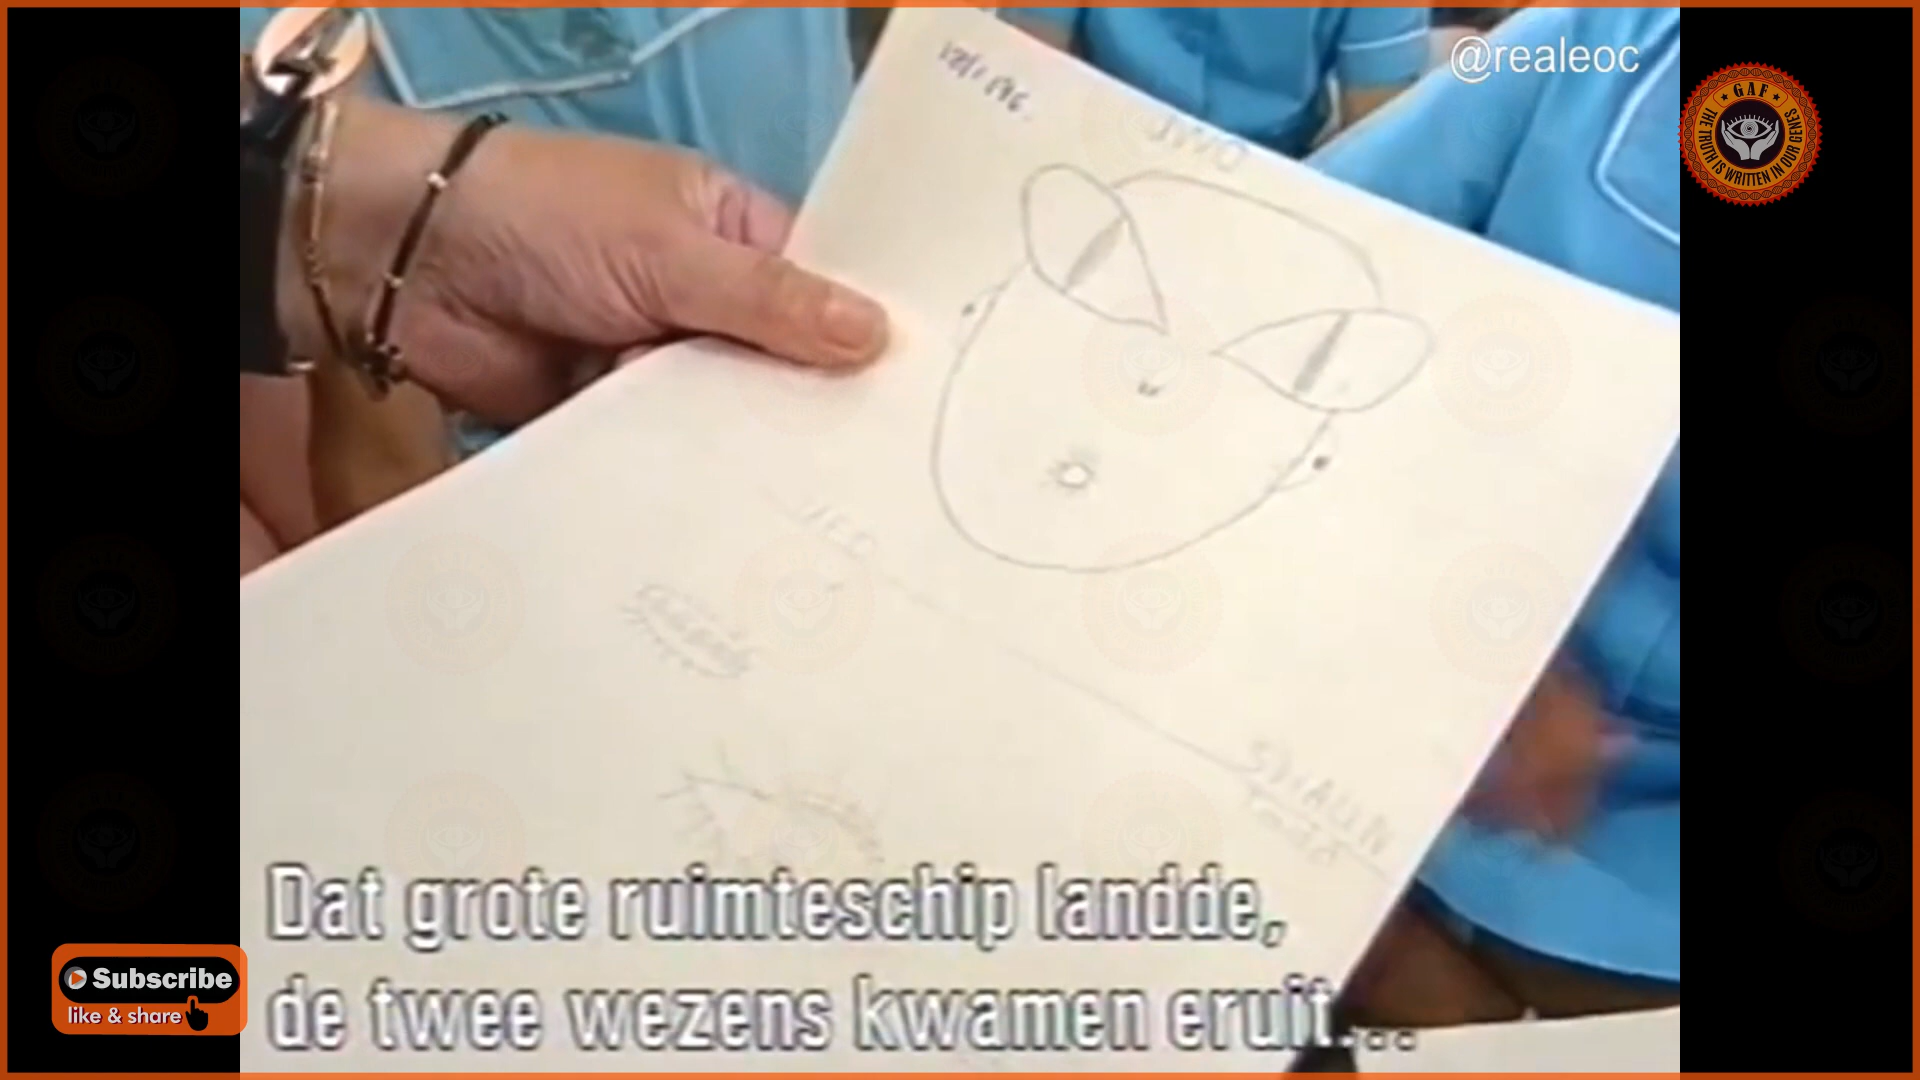 @realeoc
GAF
THE TRUTH IS WRITTEN IN OUR GENES
SHAUN
Dat grote ruimteschip landde,
de twee wezens kwamen eruit...
Subscribe
like & share